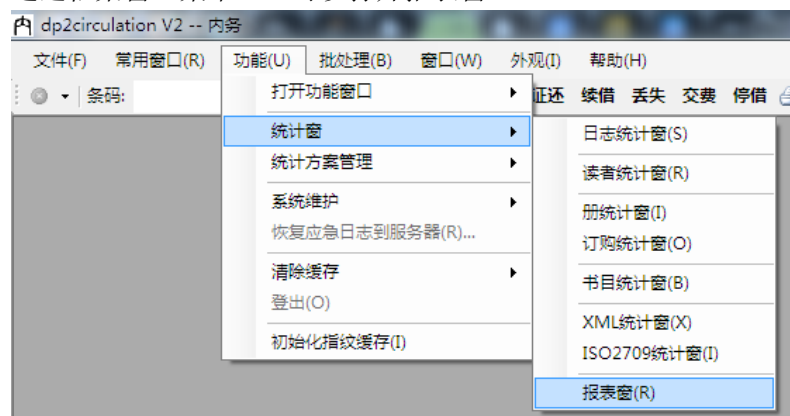 dp2circulation V2 -- 内务
文件(F) 常用窗口(R) 功能(U) 批处理(B) 窗口(W) 外观(I) 帮助(H)
条码: 证还 续借 丢失 交费 停借
打开功能窗口
统计窗
统计方案管理
系统维护
恢复应急日志到服务器(R)...
清除缓存
登出(O)
初始化指纹缓存(I)
日志统计窗(S)
读者统计窗(R)
册统计窗(I)
订购统计窗(O)
书目统计窗(B)
XML统计窗(X)
ISO2709统计窗(I)
报表窗(R)